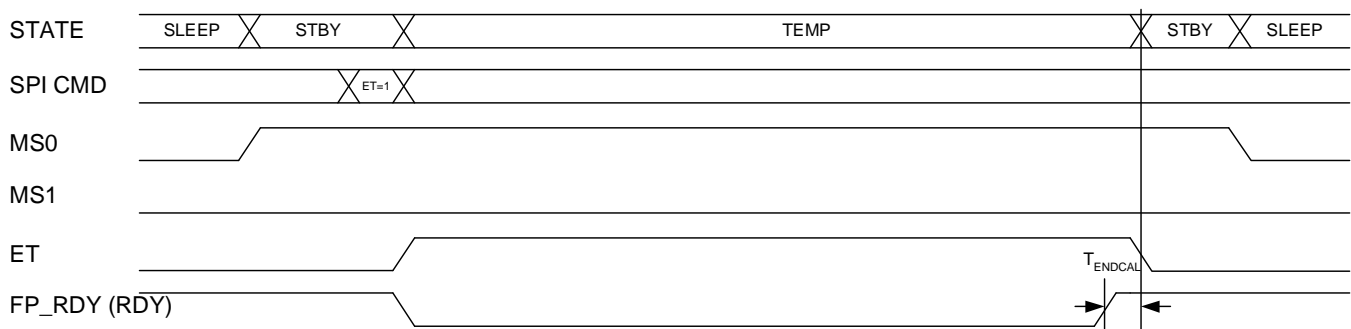 STATE SLEEP STBY TEMP STBY SLEEP
SPI CMD ET=1
MS0
MS1
ET
TENDCAL
FP_RDY (RDY)